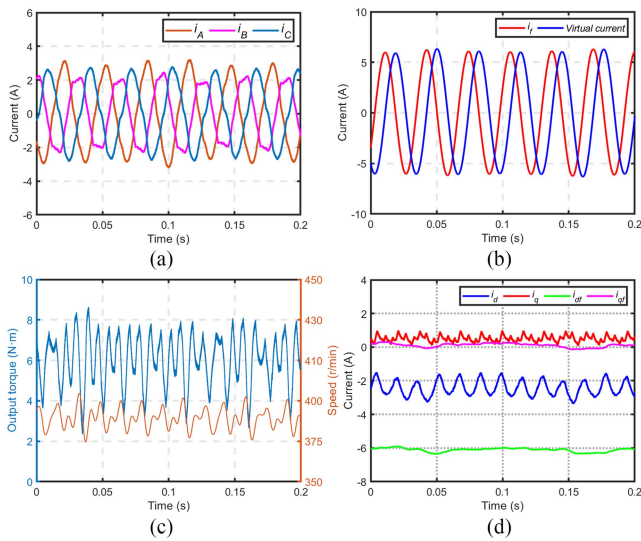 i_A i_B i_C
6
4
2
0
-2
-4
-6
Current (A)
0 0.05 0.1 0.15 0.2
Time (s)
(a)
i_f Virtual current
10
5
0
-5
-10
Current (A)
0 0.05 0.1 0.15 0.2
Time (s)
(b)
10
8
6
4
2
0
Output torque (N·m)
450
430
410
400
390
375
350
Speed (r/min)
0 0.05 0.1 0.15 0.2
Time (s)
(c)
i_d i_q i_df i_qf
4
2
0
-2
-4
-6
-8
Current (A)
0 0.05 0.1 0.15 0.2
Time (s)
(d)